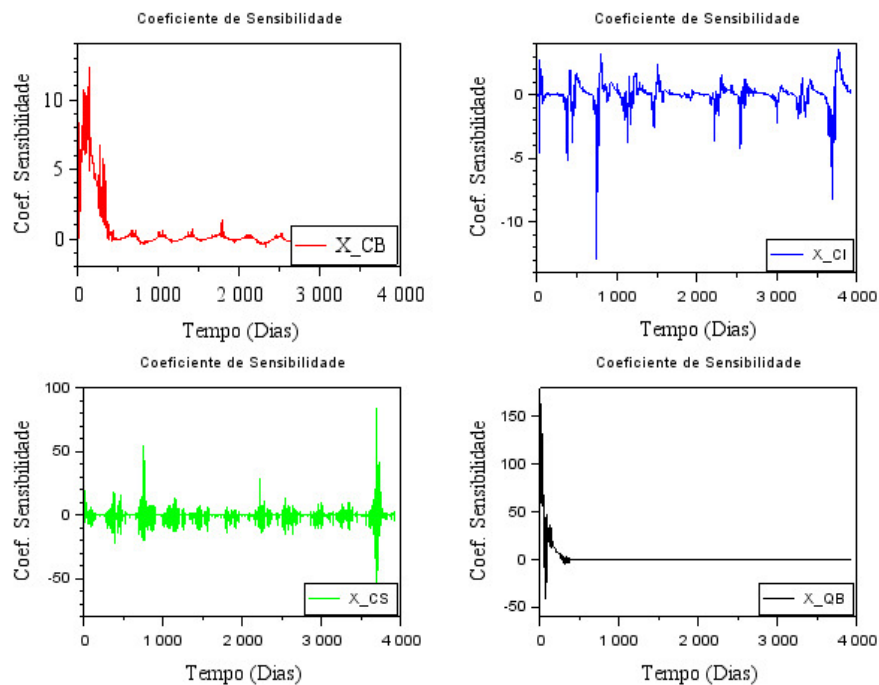 Coeficiente de Sensibilidade
Coef. Sensibilidade
10
5
0
X_CB
0
1 000
2 000
3 000
4 000
Tempo (Dias)
Coeficiente de Sensibilidade
Coef. Sensibilidade
0
-5
-10
X_CI
0
1 000
2 000
3 000
4 000
Tempo (Dias)
Coeficiente de Sensibilidade
Coef. Sensibilidade
100
50
0
-50
X_CS
0
1 000
2 000
3 000
4 000
Tempo (Dias)
Coeficiente de Sensibilidade
Coef. Sensibilidade
150
100
50
0
-50
X_QB
0
1 000
2 000
3 000
4 000
Tempo (Dias)